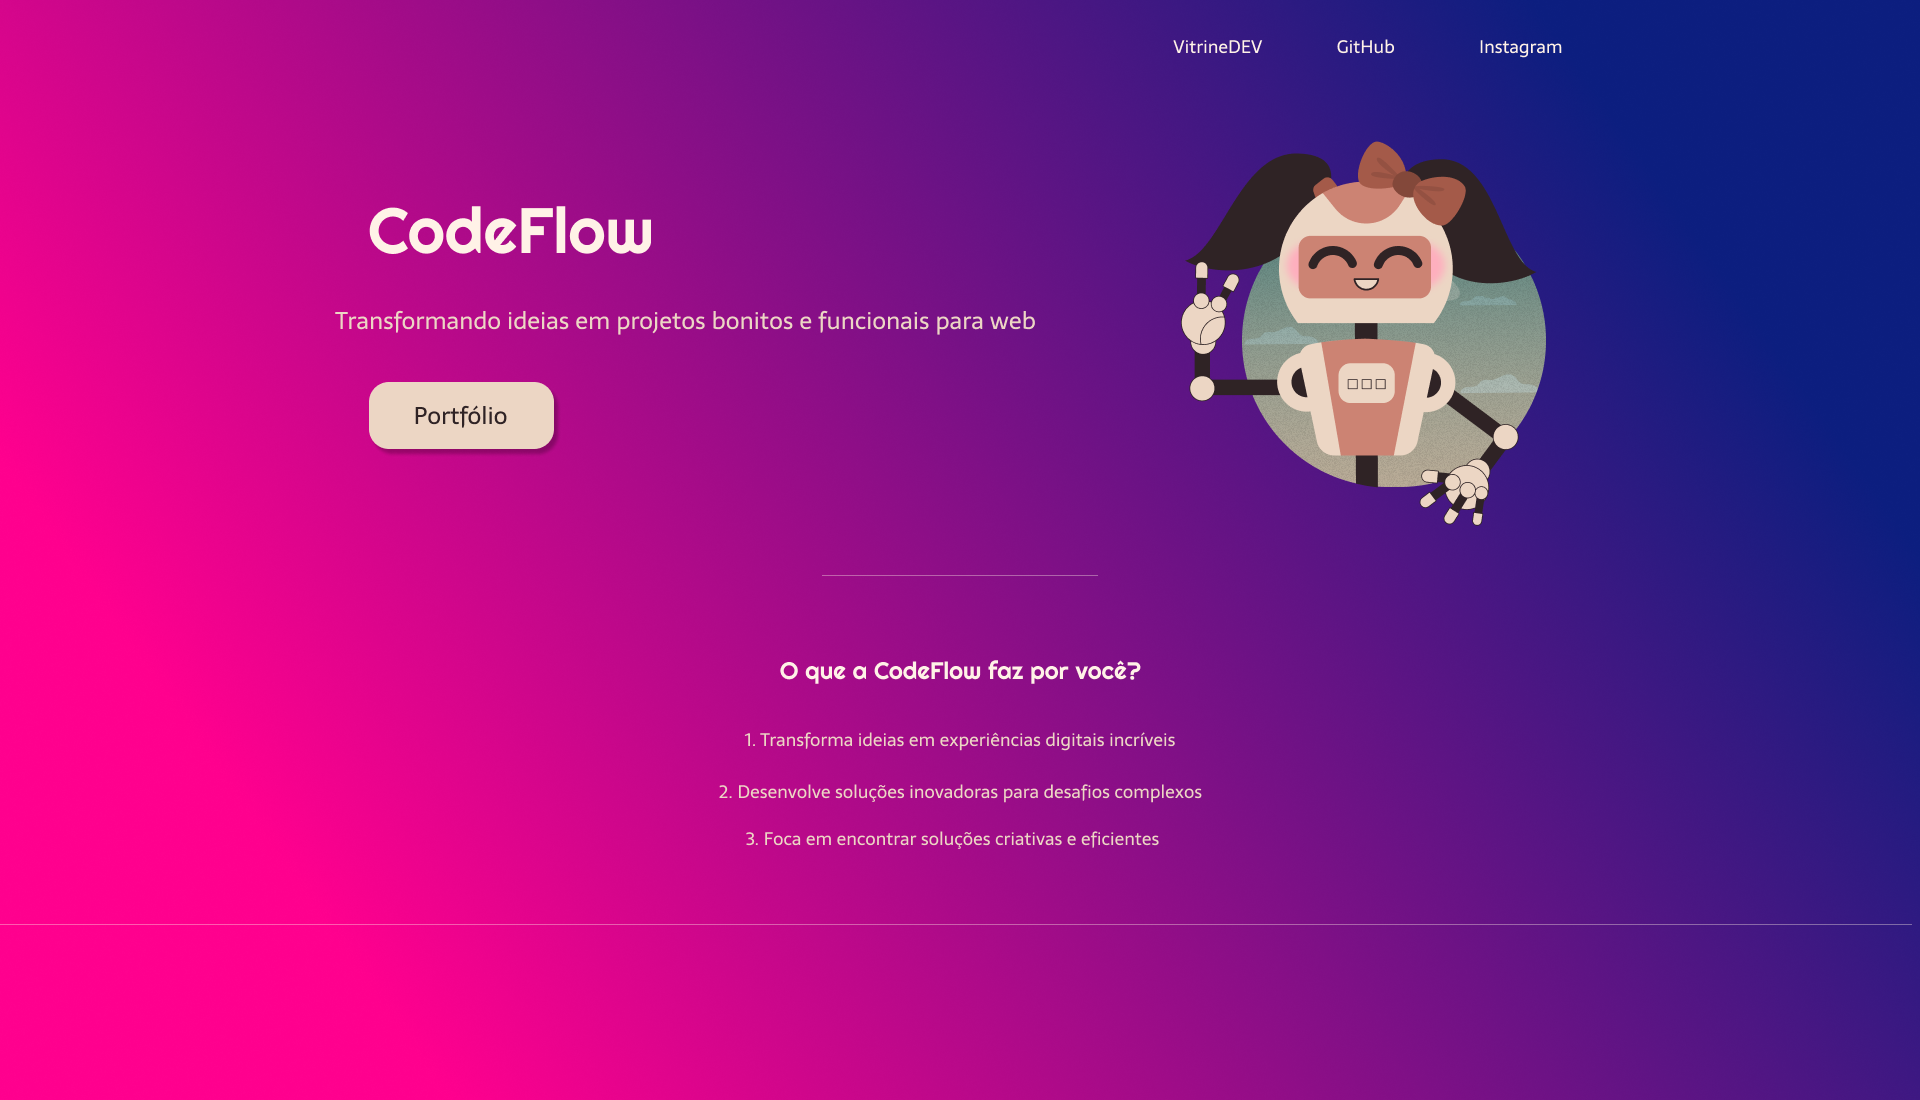 VitrineDEV GitHub Instagram
CodeFlow
Transformando ideias em projetos bonitos e funcionais para web
Portfólio
O que a CodeFlow faz por você?
1. Transforma ideias em experiências digitais incríveis
2. Desenvolve soluções inovadoras para desafios complexos
3. Foca em encontrar soluções criativas e eficientes